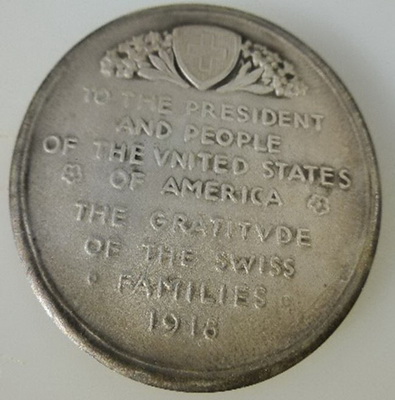 TO THE PRESIDENT
AND PEOPLE
OF THE VNITED STATES
OF AMERICA
THE GRATITVDE
OF THE SWISS
FAMILIES
1918